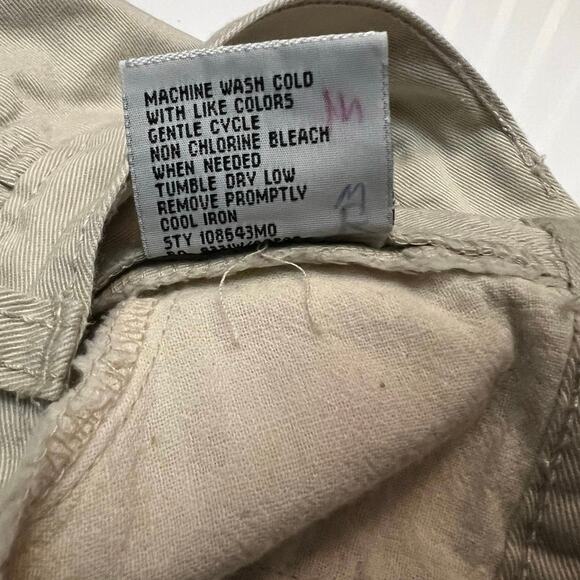 MACHINE WASH COLD
WITH LIKE COLORS
GENTLE CYCLE
NON CHLORINE BLEACH
WHEN NEEDED
TUMBLE DRY LOW
REMOVE PROMPTLY
COOL IRON
STY 108643MO